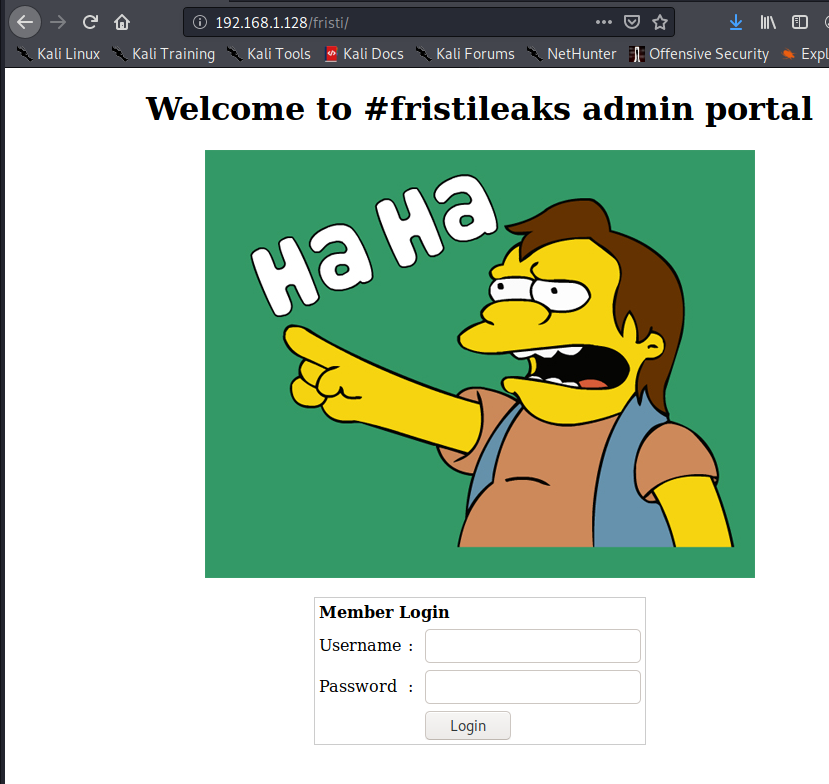 192.168.1.128/fristi/
Kali Linux Kali Training Kali Tools Kali Docs Kali Forums NetHunter Offensive Security Expl
Welcome to #fristileaks admin portal
Ha Ha
Member Login
Username :
Password :
Login